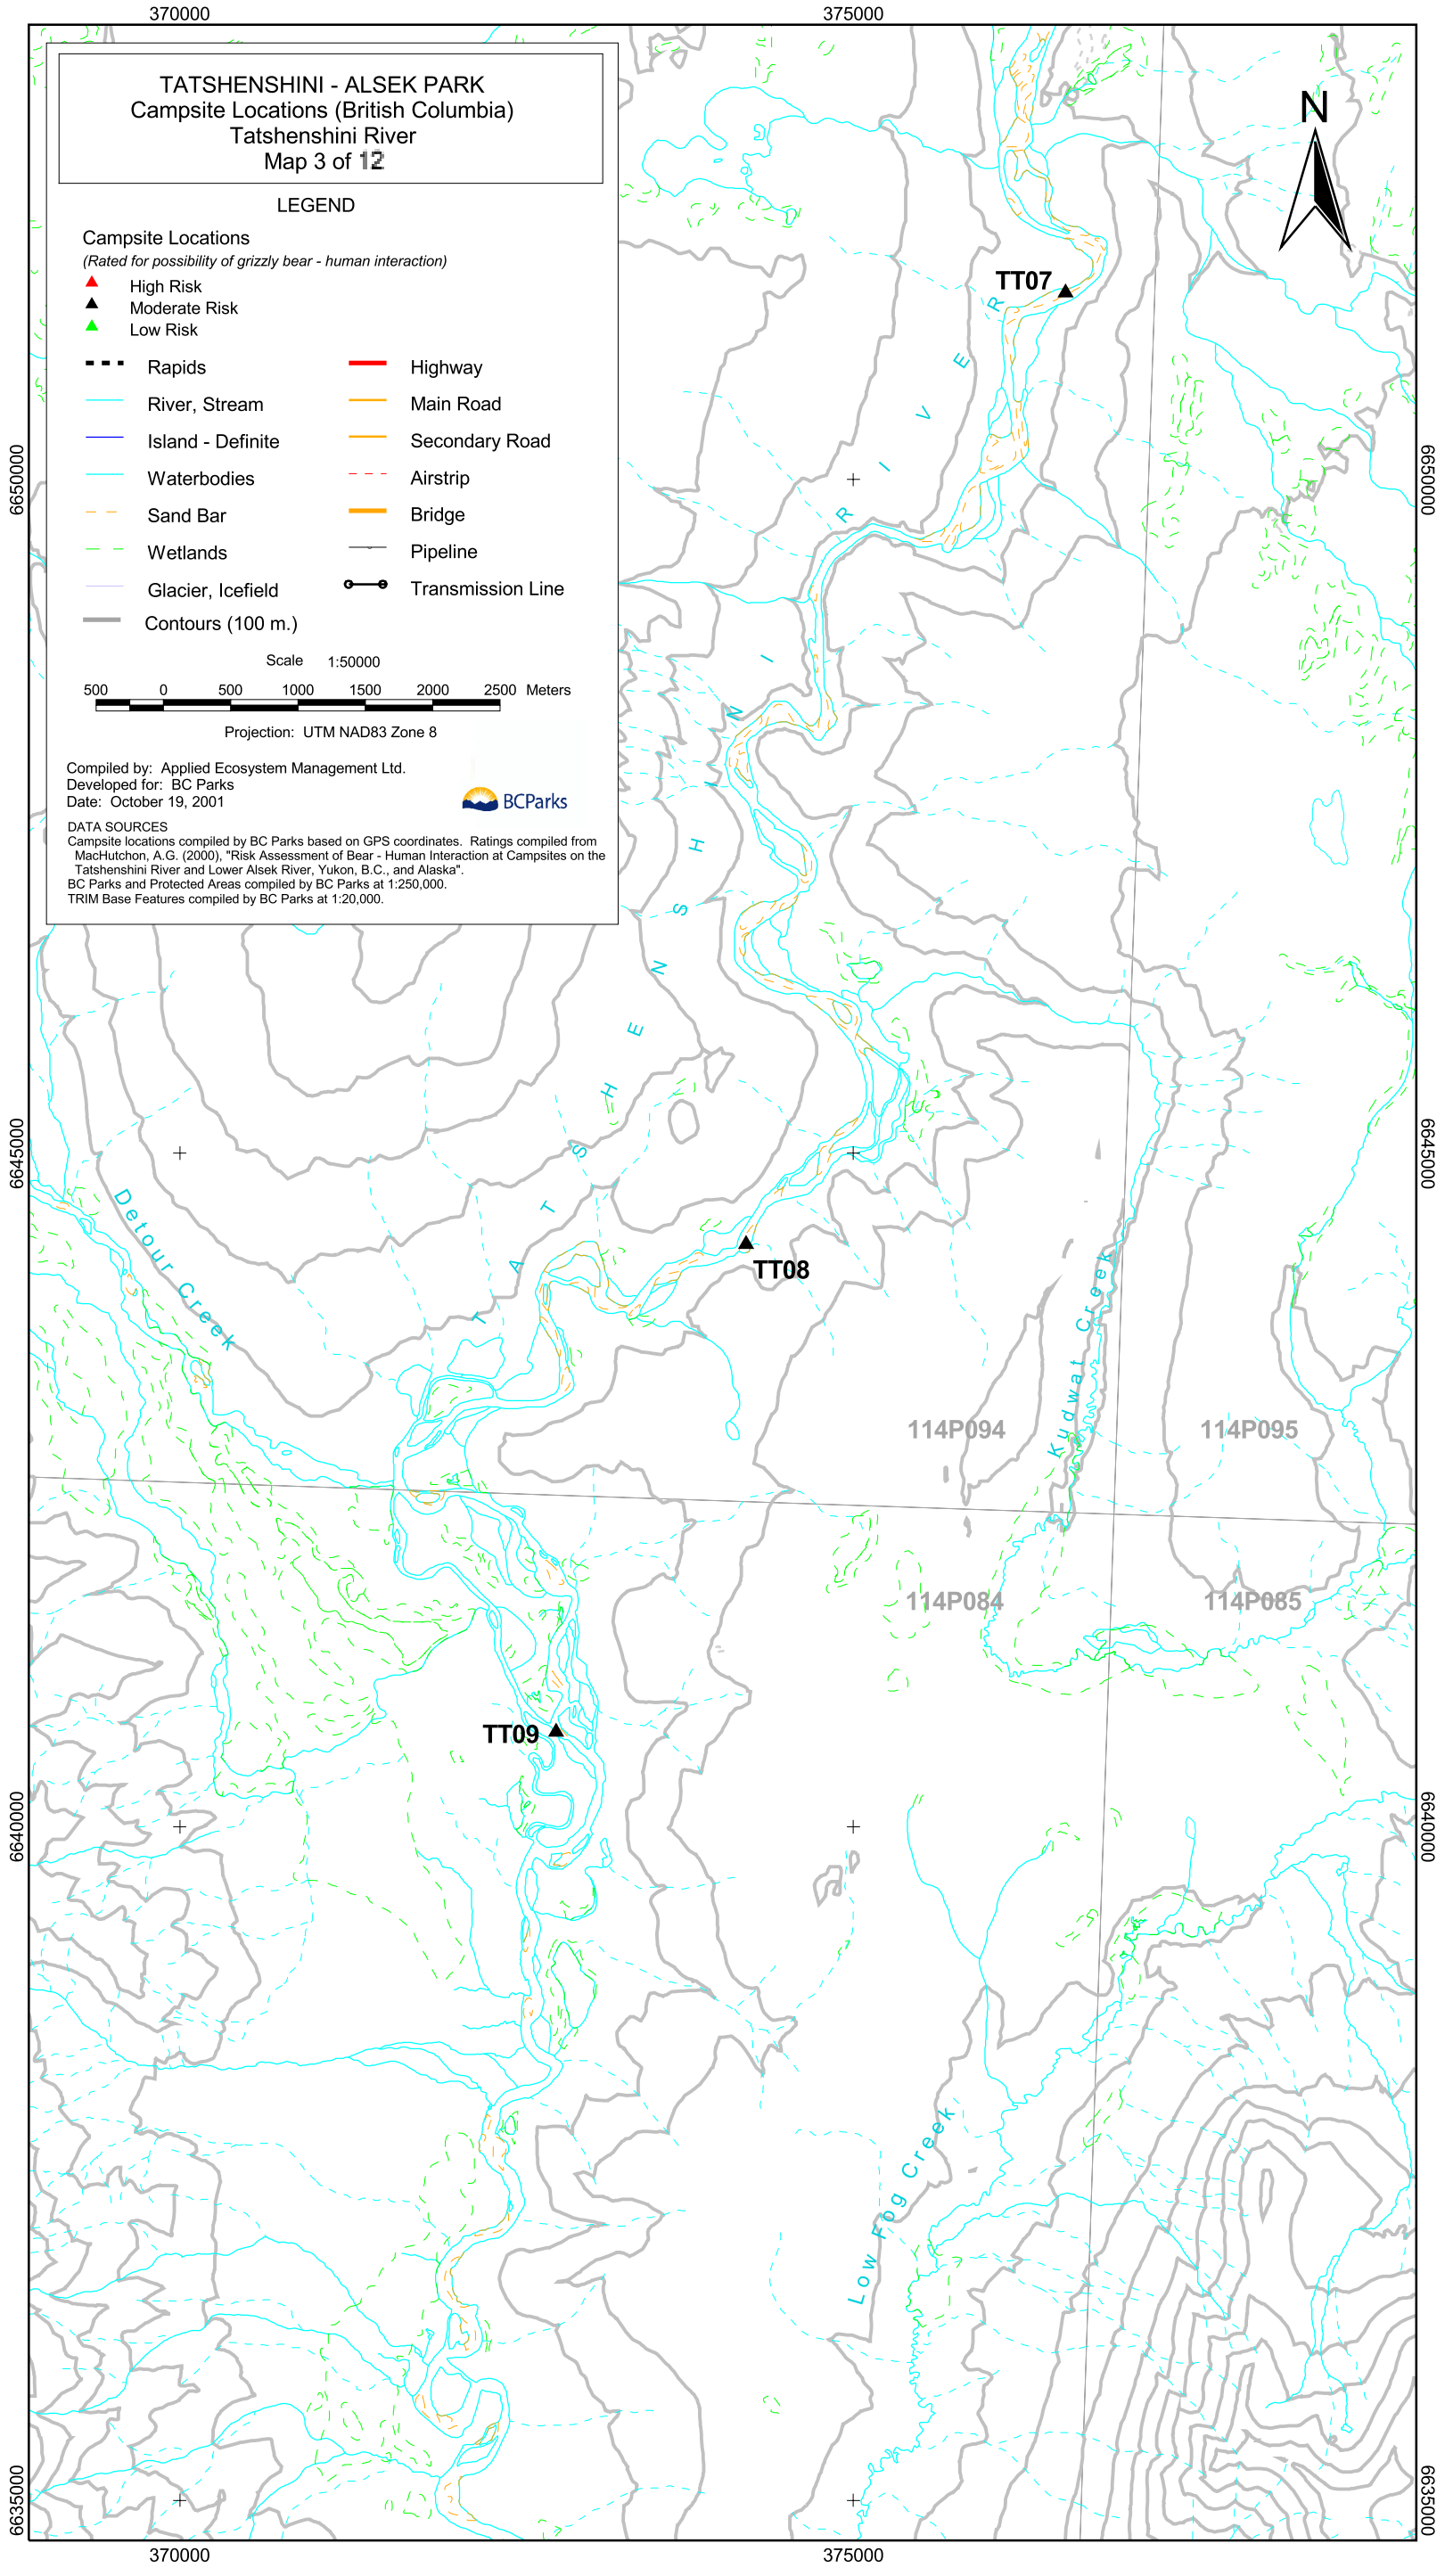 370000
375000
TATSHENSHINI - ALSEK PARK
Campsite Locations (British Columbia)
Tatshenshini River
Map 3 of 12
LEGEND
Campsite Locations
(Rated for possibility of grizzly bear - human interaction)
High Risk
Moderate Risk
Low Risk
Rapids
River, Stream
Island - Definite
Waterbodies
Sand Bar
Wetlands
Glacier, Icefield
Contours (100 m.)
Highway
Main Road
Secondary Road
Airstrip
Bridge
Pipeline
Transmission Line
Scale 1:50000
500 0 500 1000 1500 2000 2500 Meters
Projection: UTM NAD83 Zone 8
Compiled by: Applied Ecosystem Management Ltd.
Developed for: BC Parks
Date: October 19, 2001
BCParks
DATA SOURCES
Campsite locations compiled by BC Parks based on GPS coordinates. Ratings compiled from
MacHutchon, A.G. (2000), "Risk Assessment of Bear - Human Interaction at Campsites on the
Tatshenshini River and Lower Alsek River, Yukon, B.C., and Alaska".
BC Parks and Protected Areas compiled by BC Parks at 1:250,000.
TRIM Base Features compiled by BC Parks at 1:20,000.
N
TT07
6650000
6650000
TATSHENSHINI RIVER
6645000
6645000
Detour Creek
TT08
Kudwat Creek
114P094
114P095
114P084
114P085
TT09
6640000
6640000
Low Fog Creek
6635000
6635000
370000
375000